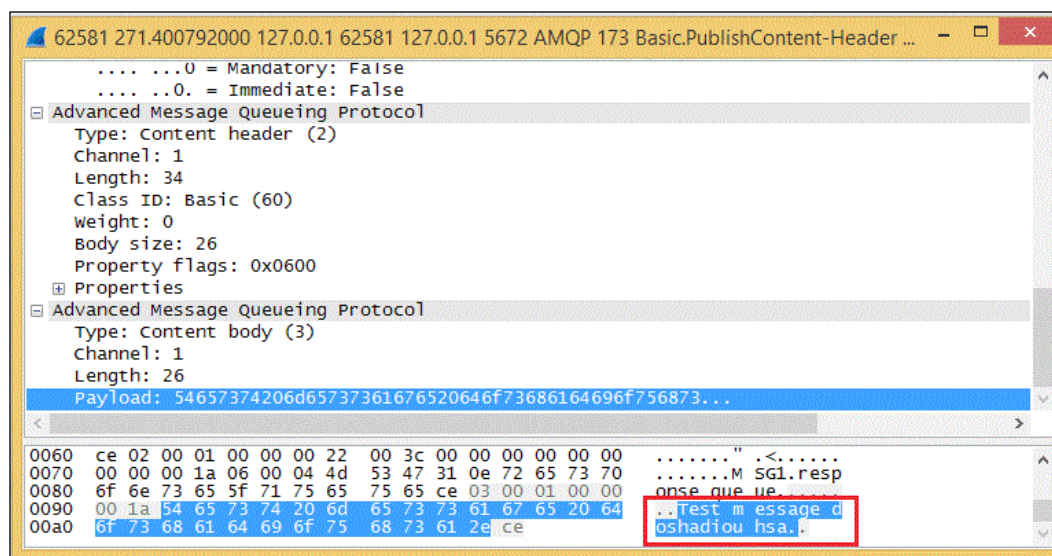 62581 271.400792000 127.0.0.1 62581 127.0.0.1 5672 AMQP 173 Basic.PublishContent-Header ...
.... ...0 = Mandatory: False
.... ..0. = Immediate: False
Advanced Message Queueing Protocol
Type: Content header (2)
Channel: 1
Length: 34
Class ID: Basic (60)
Weight: 0
Body size: 26
Property flags: 0x0600
Properties
Advanced Message Queueing Protocol
Type: Content body (3)
Channel: 1
Length: 26
Payload: 54657374206d65737361676520646f73686164696f756873...
0060 ce 02 00 01 00 00 00 22 00 3c 00 00 00 00 00 00 ......." .<......
0070 00 00 00 1a 06 00 04 4d 53 47 31 0e 72 65 73 70 .......M SG1.resp
0080 6f 6e 73 65 5f 71 75 65 75 65 ce 03 00 01 00 00 onse_que ue......
0090 00 1a 54 65 73 74 20 6d 65 73 73 61 67 65 20 64 ..Test m essage d
00a0 6f 73 68 61 64 69 6f 75 68 73 61 2e ce oshadiou hsa..